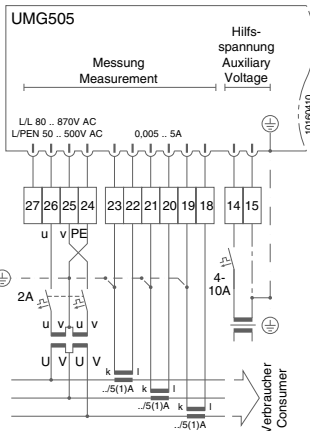 UMG505
Hilfs-
spannung
Auxiliary
Voltage
Messung
Measurement
L/L 80 .. 870V AC
L/PEN 50 .. 500V AC
0,005 .. 5A
10160410
27 26 25 24 23 22 21 20 19 18 14 15
u v PE
4-
10A
2A
u v u v
U V U V
k l
../5(1)A
k l
../5(1)A
k l
../5(1)A
Verbraucher
Consumer